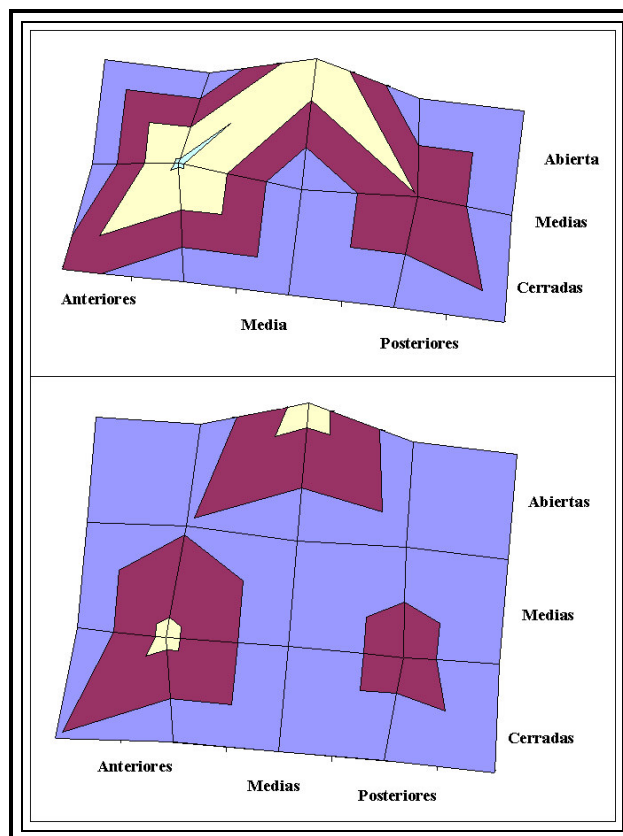 Abierta
Medias
Cerradas
Anteriores
Media
Posteriores
Abiertas
Medias
Cerradas
Anteriores
Medias
Posteriores